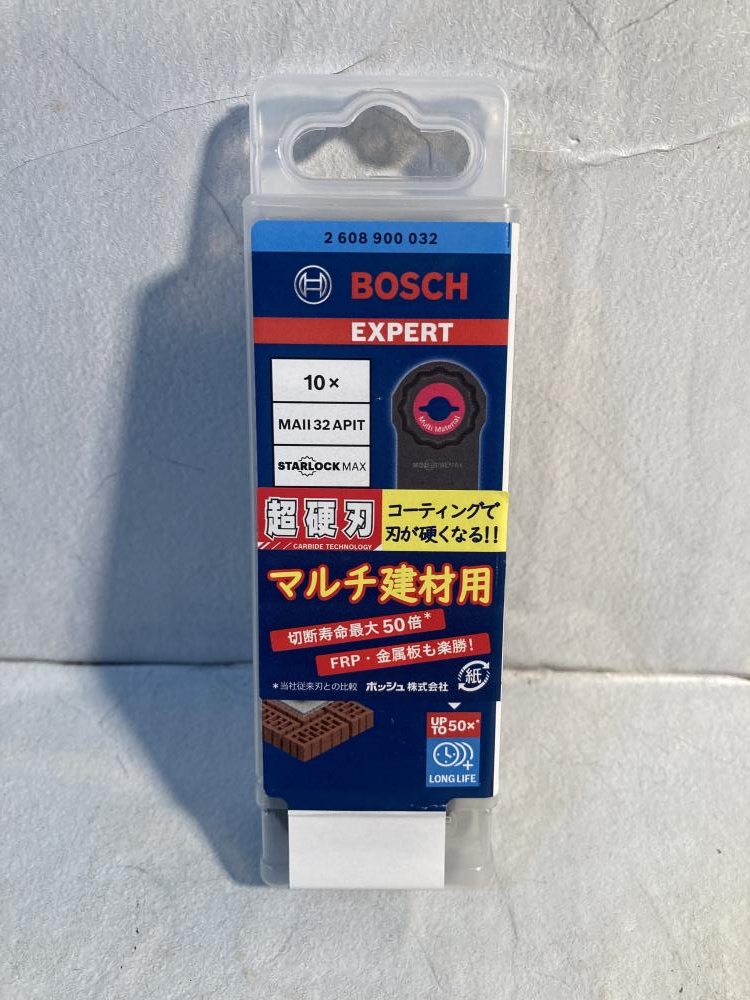 2 608 900 032
BOSCH
EXPERT
10×
MAII 32 APIT
STARLOCK MAX
Multi Material
超硬刃
CARBIDE TECHNOLOGY
コーティングで
刃が硬くなる!!
マルチ建材用
切断寿命最大50倍*
FRP・金属板も楽勝!
*当社従来刃との比較 ボッシュ株式会社
紙
UP TO 50×*
LONG LIFE